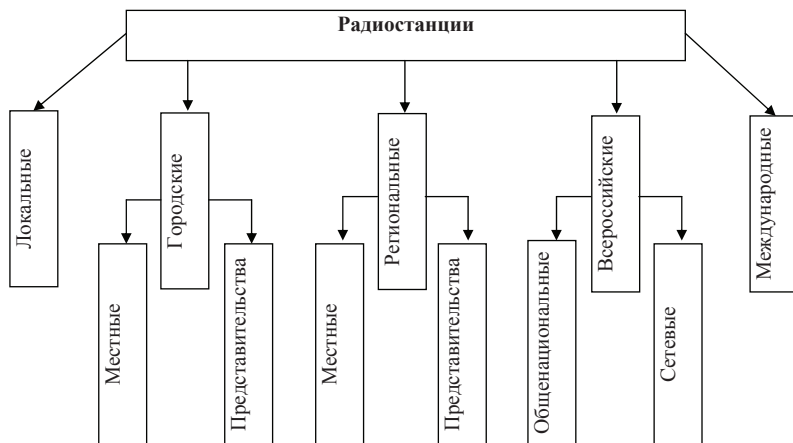 Радиостанции
Локальные
Городские
Региональные
Всероссийские
Международные
Местные
Представительства
Местные
Представительства
Общенациональные
Сетевые